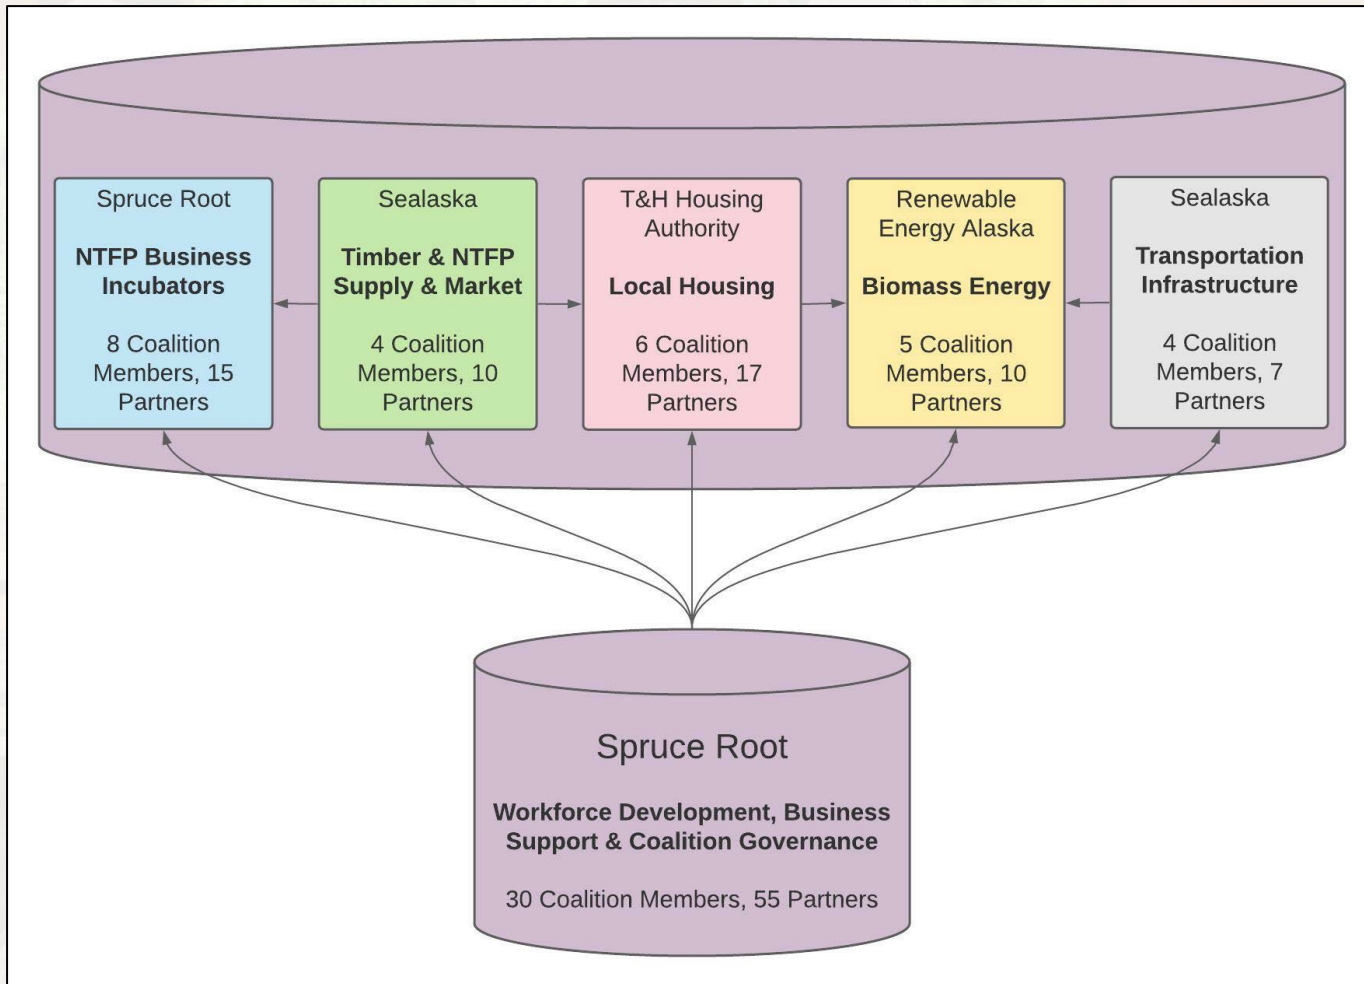 Spruce Root
NTFP Business
Incubators
8 Coalition
Members, 15
Partners
Sealaska
Timber & NTFP
Supply & Market
4 Coalition
Members, 10
Partners
T&H Housing
Authority
Local Housing
6 Coalition
Members, 17
Partners
Renewable
Energy Alaska
Biomass Energy
5 Coalition
Members, 10
Partners
Sealaska
Transportation
Infrastructure
4 Coalition
Members, 7
Partners
Spruce Root
Workforce Development, Business
Support & Coalition Governance
30 Coalition Members, 55 Partners